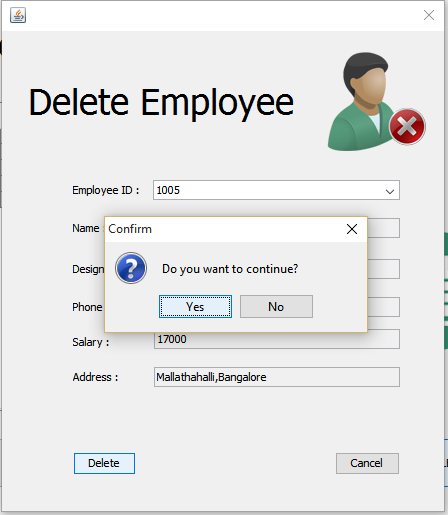 Delete Employee
Employee ID : 1005
Name :
Confirm
Do you want to continue?
Design
Yes No
Phone
Salary : 17000
Address : Mallathahalli,Bangalore
Delete Cancel